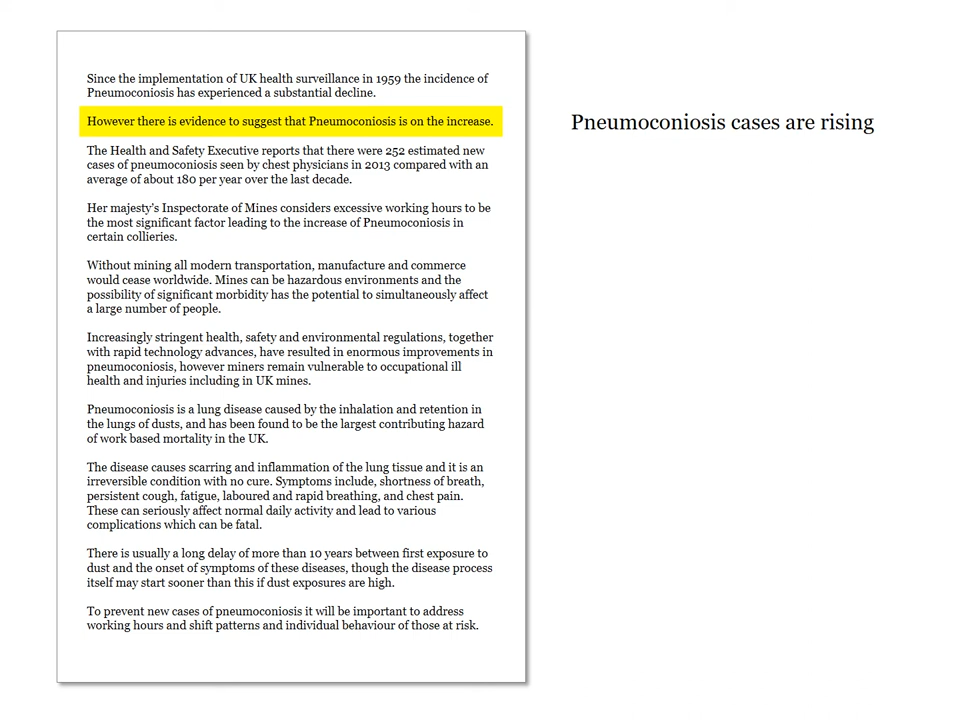 Since the implementation of UK health surveillance in 1959 the incidence of
Pneumoconiosis has experienced a substantial decline.
However there is evidence to suggest that Pneumoconiosis is on the increase.
The Health and Safety Executive reports that there were 252 estimated new
cases of pneumoconiosis seen by chest physicians in 2013 compared with an
average of about 180 per year over the last decade.
Her majesty's Inspectorate of Mines considers excessive working hours to be
the most significant factor leading to the increase of Pneumoconiosis in
certain collieries.
Without mining all modern transportation, manufacture and commerce
would cease worldwide. Mines can be hazardous environments and the
possibility of significant morbidity has the potential to simultaneously affect
a large number of people.
Increasingly stringent health, safety and environmental regulations, together
with rapid technology advances, have resulted in enormous improvements in
pneumoconiosis, however miners remain vulnerable to occupational ill
health and injuries including in UK mines.
Pneumoconiosis is a lung disease caused by the inhalation and retention in
the lungs of dusts, and has been found to be the largest contributing hazard
of work based mortality in the UK.
The disease causes scarring and inflammation of the lung tissue and it is an
irreversible condition with no cure. Symptoms include, shortness of breath,
persistent cough, fatigue, laboured and rapid breathing, and chest pain.
These can seriously affect normal daily activity and lead to various
complications which can be fatal.
There is usually a long delay of more than 10 years between first exposure to
dust and the onset of symptoms of these diseases, though the disease process
itself may start sooner than this if dust exposures are high.
To prevent new cases of pneumoconiosis it will be important to address
working hours and shift patterns and individual behaviour of those at risk.
Pneumoconiosis cases are rising